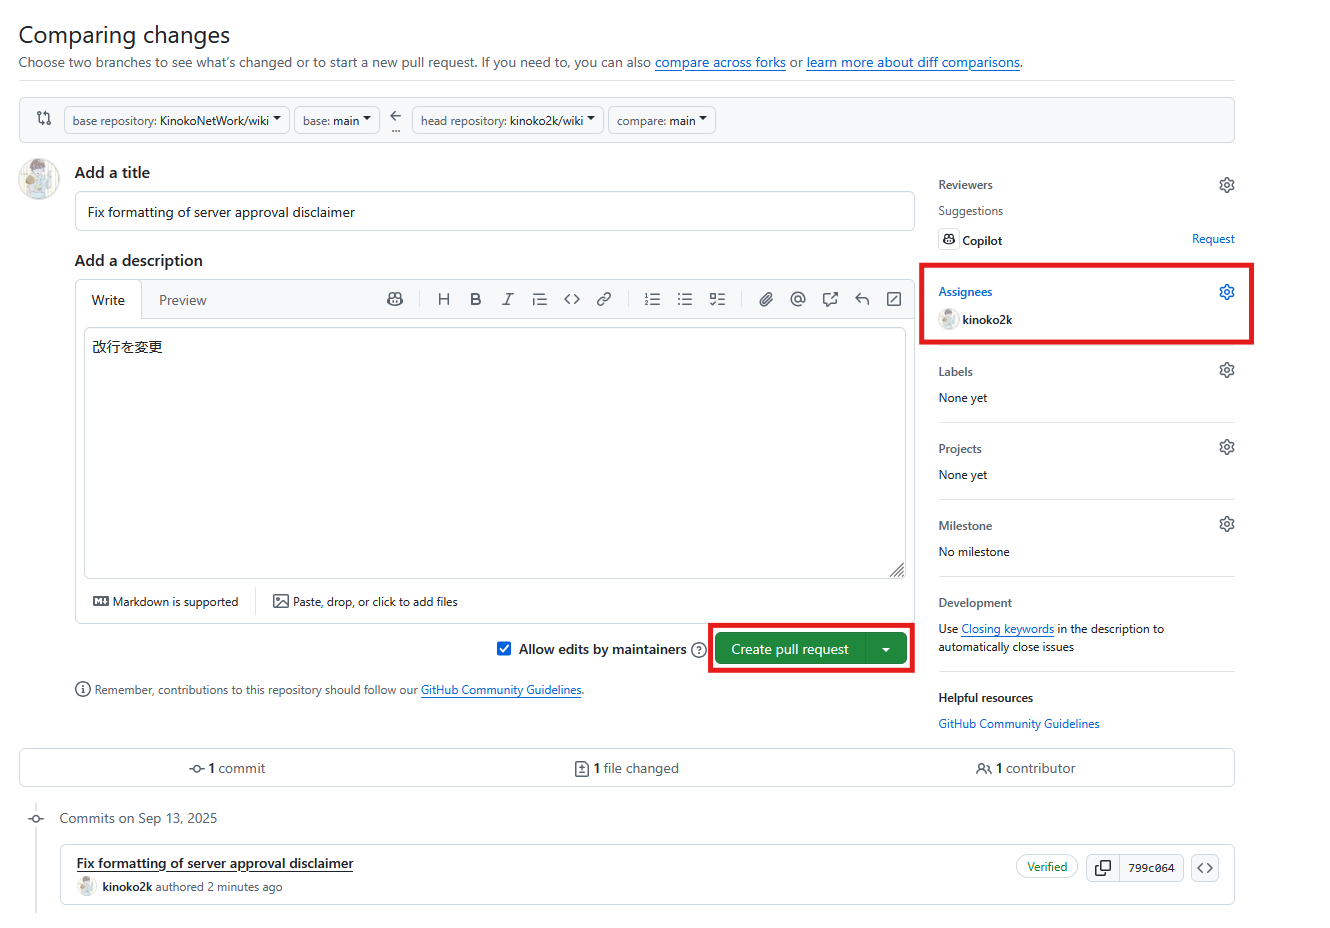 Comparing changes
Choose two branches to see what's changed or to start a new pull request. If you need to, you can also compare across forks or learn more about diff comparisons.
base repository: KinokoNetWork/wiki base: main ... head repository: kinoko2k/wiki compare: main
Add a title
Fix formatting of server approval disclaimer
Add a description
Write Preview
改行を変更
Markdown is supported Paste, drop, or click to add files
Allow edits by maintainers Create pull request
Remember, contributions to this repository should follow our GitHub Community Guidelines.
Reviewers
Suggestions
Copilot Request
Assignees
kinoko2k
Labels
None yet
Projects
None yet
Milestone
No milestone
Development
Use Closing keywords in the description to
automatically close issues
Helpful resources
GitHub Community Guidelines
1 commit 1 file changed 1 contributor
Commits on Sep 13, 2025
Fix formatting of server approval disclaimer
kinoko2k authored 2 minutes ago
Verified 799c064